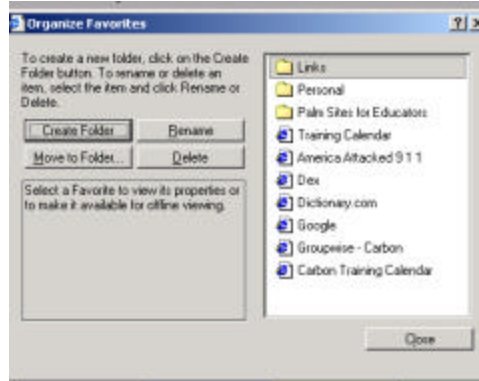 Organize Favorites
To create a new folder, click on the Create
Folder button. To rename or delete an
item, select the item and click Rename or
Delete.
Create Folder
Rename
Move to Folder...
Delete
Select a Favorite to view its properties or
to make it available for offline viewing.
Links
Personal
Palm Sites for Educators
Training Calendar
America Attacked 9 1 1
Dex
Dictionary.com
Google
Groupwise - Carbon
Carbon Training Calendar
Close